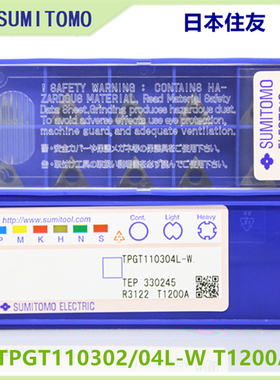 SUMITOMO
日本住友
! SAFETY WARNING : CONTAINS HA-
ZARDOUS MATERIAL, Read Material Safety
Data Sheet. Grinding produces hazardous dust.
To avoid adverse effects use eye protection,
machine guard, and adequate ventilation.
SUMITOMO
http://www.sumitool.com
Cont.
Light
Heavy
P M K H N S
TPGT110304L-W
TEP 330245
R3122 T1200A
SUMITOMO ELECTRIC
TPGT110302/04L-W T1200A